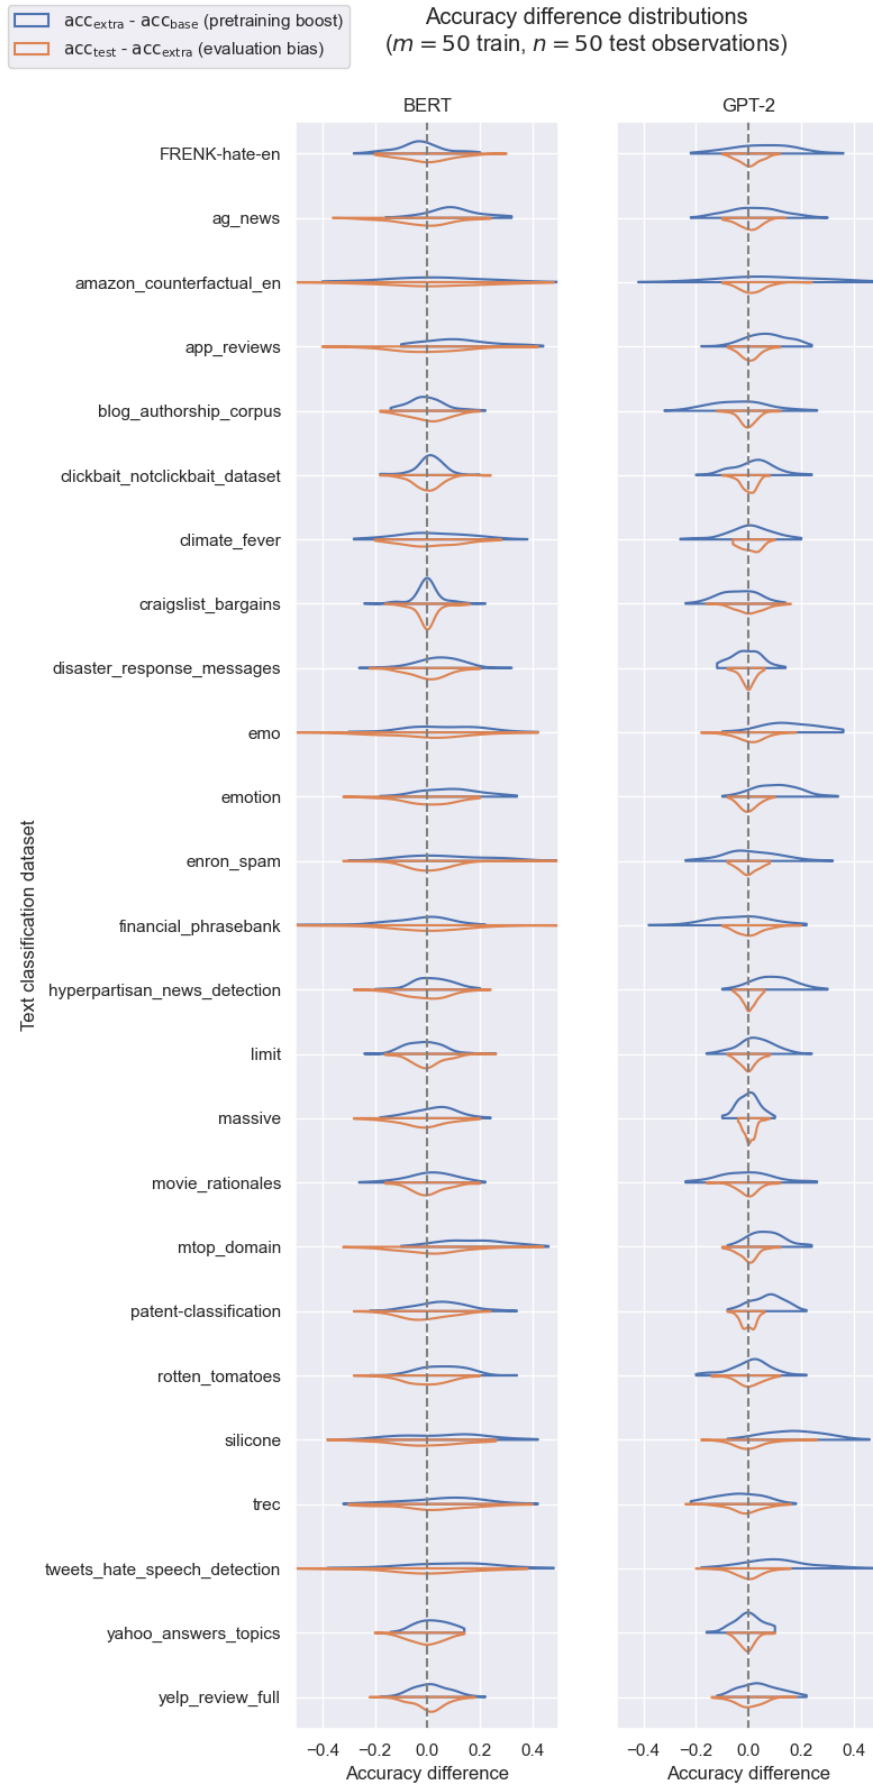 acc_extra - acc_base (pretraining boost)
acc_test - acc_extra (evaluation bias)
Accuracy difference distributions
(m = 50 train, n = 50 test observations)
BERT
GPT-2
Text classification dataset
FRENK-hate-en
ag_news
amazon_counterfactual_en
app_reviews
blog_authorship_corpus
clickbait_notclickbait_dataset
climate_fever
craigslist_bargains
disaster_response_messages
emo
emotion
enron_spam
financial_phrasebank
hyperpartisan_news_detection
limit
massive
movie_rationales
mtop_domain
patent-classification
rotten_tomatoes
silicone
trec
tweets_hate_speech_detection
yahoo_answers_topics
yelp_review_full
−0.4 −0.2 0.0 0.2 0.4
Accuracy difference
−0.4 −0.2 0.0 0.2 0.4
Accuracy difference